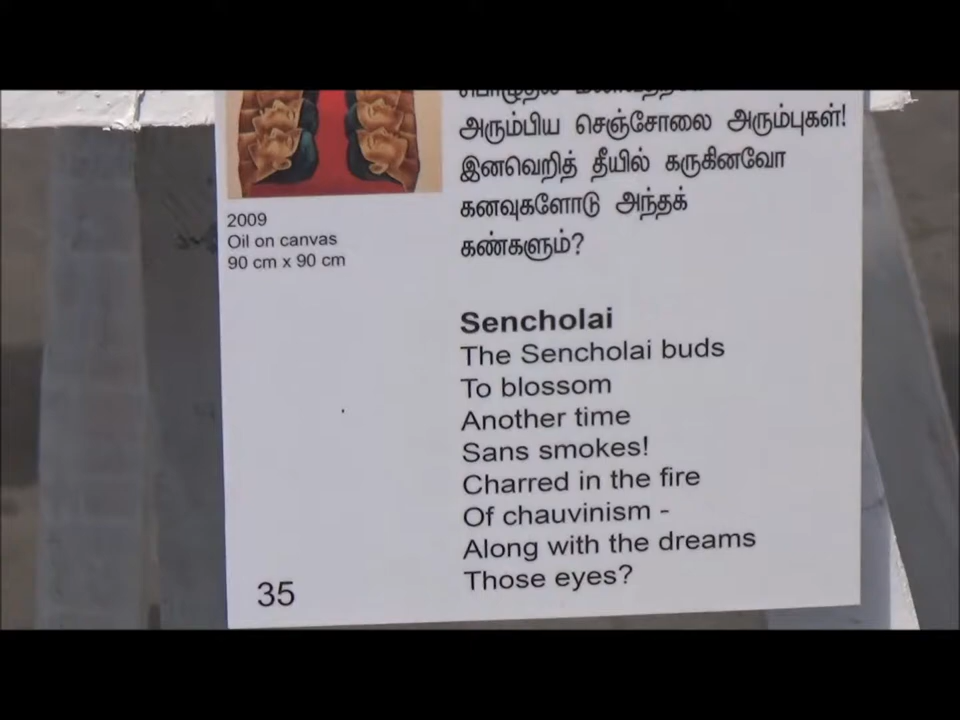 அரும்பிய செஞ்சோலை அரும்புகள்!
இனவெறித் தீயில் கருகினவோ
கனவுகளோடு அந்தக்
கண்களும்?
2009
Oil on canvas
90 cm x 90 cm
Sencholai
The Sencholai buds
To blossom
Another time
Sans smokes!
Charred in the fire
Of chauvinism -
Along with the dreams
Those eyes?
35